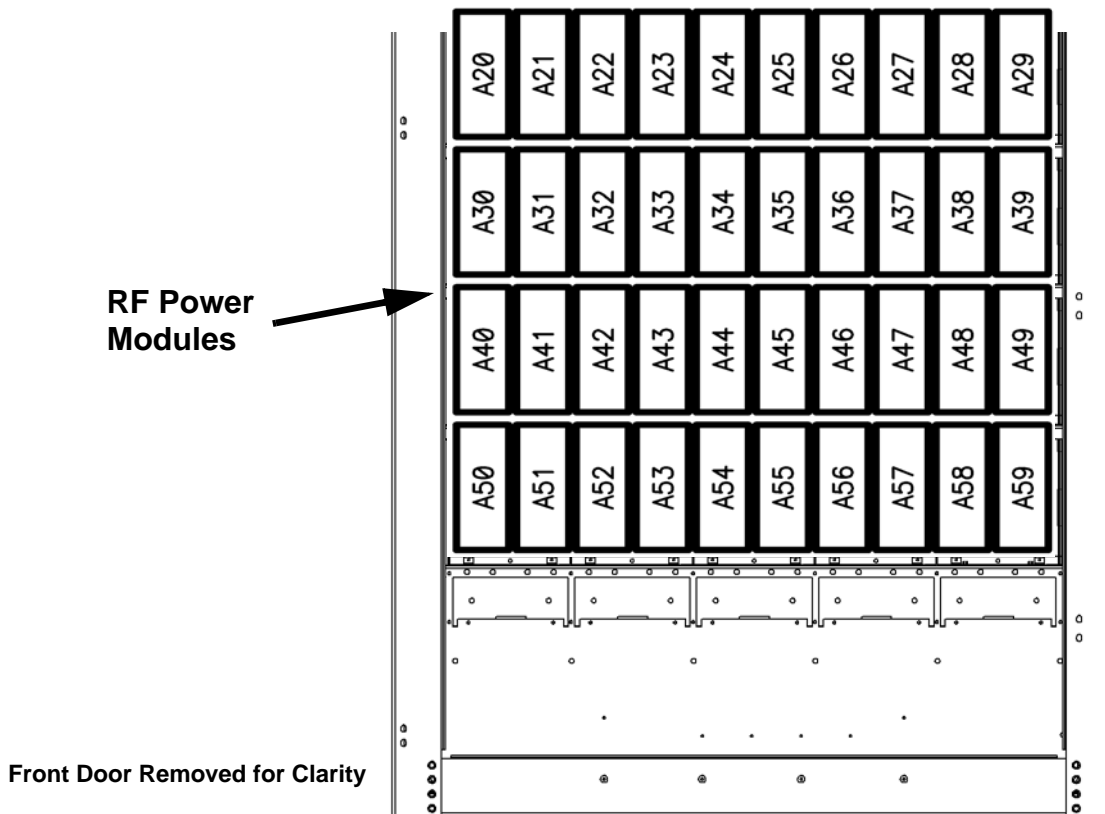 A20 A21 A22 A23 A24 A25 A26 A27 A28 A29
A30 A31 A32 A33 A34 A35 A36 A37 A38 A39
RF Power
Modules
A40 A41 A42 A43 A44 A45 A46 A47 A48 A49
A50 A51 A52 A53 A54 A55 A56 A57 A58 A59
Front Door Removed for Clarity